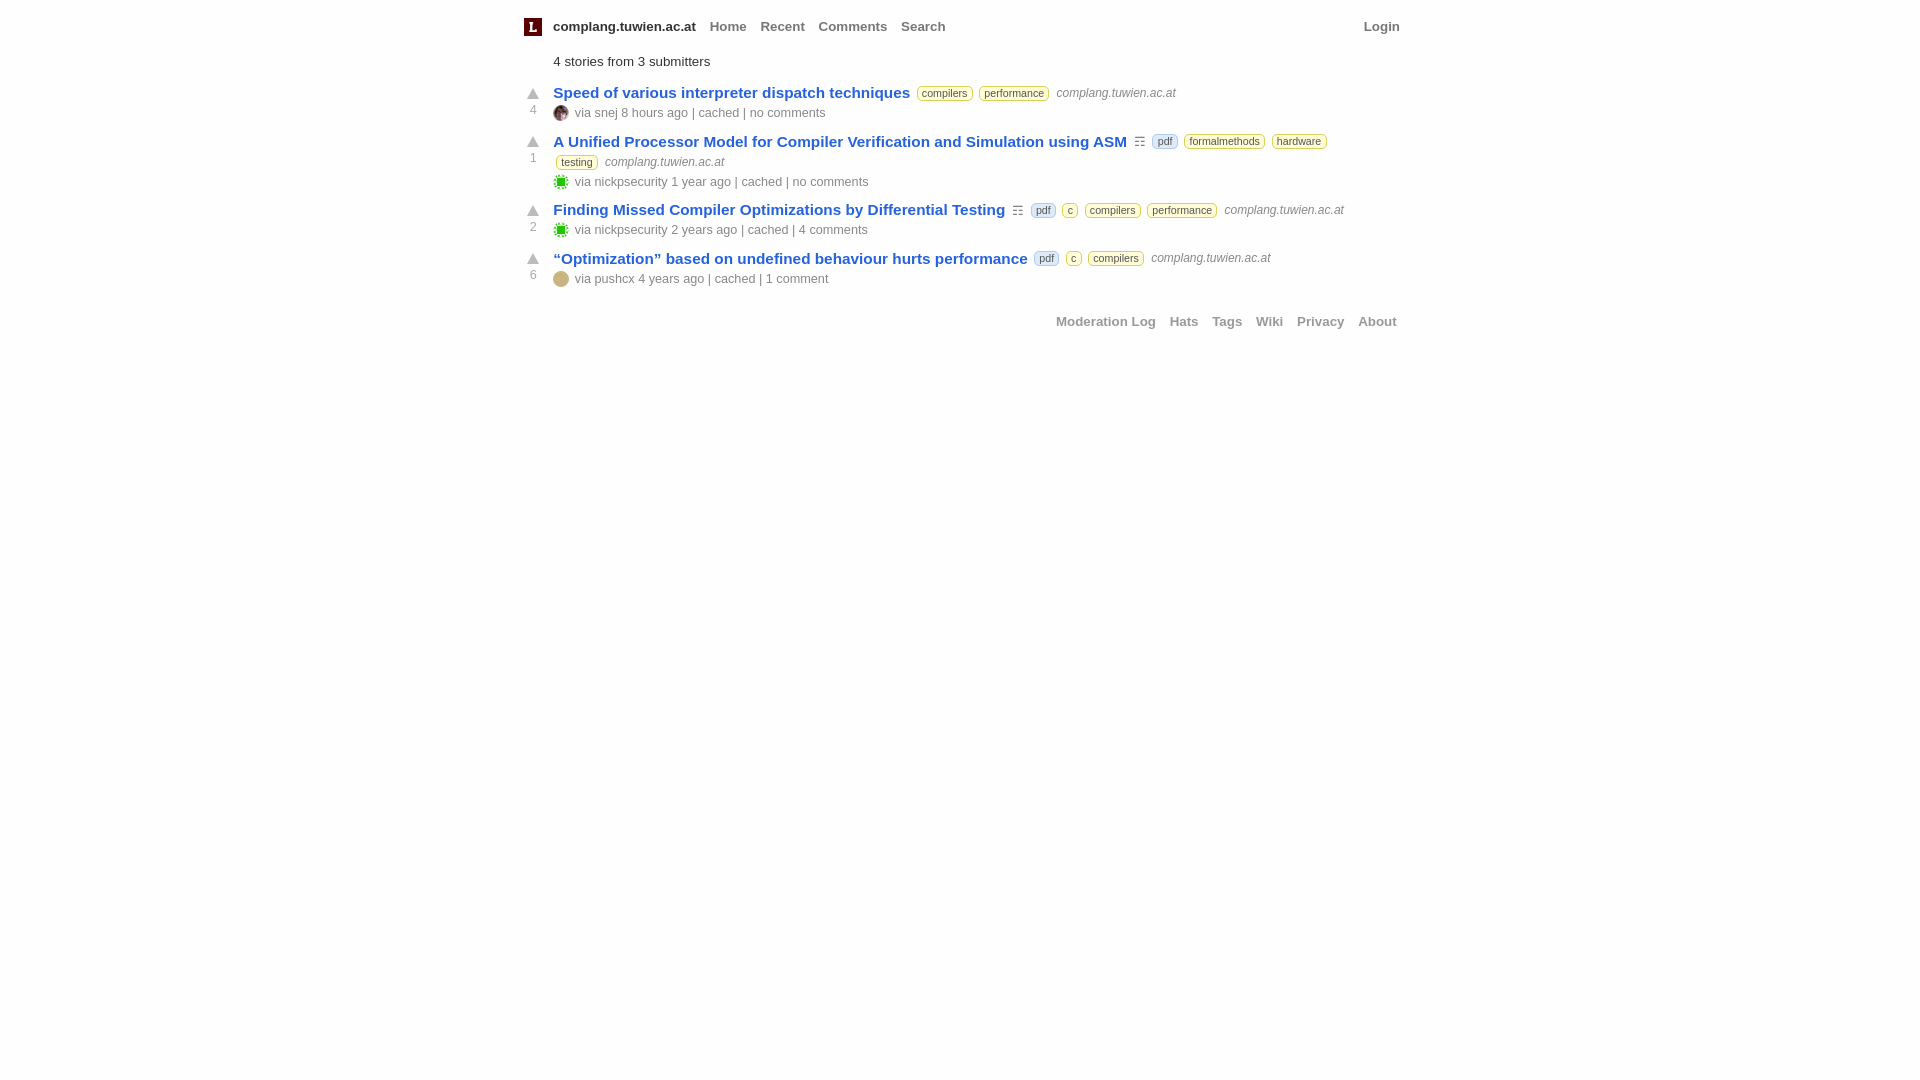 L complang.tuwien.ac.at Home Recent Comments Search Login
4 stories from 3 submitters
Speed of various interpreter dispatch techniques compilers performance complang.tuwien.ac.at
4 via snej 8 hours ago | cached | no comments
A Unified Processor Model for Compiler Verification and Simulation using ASM ☶ pdf formalmethods hardware
1 testing complang.tuwien.ac.at
via nickpsecurity 1 year ago | cached | no comments
Finding Missed Compiler Optimizations by Differential Testing ☶ pdf c compilers performance complang.tuwien.ac.at
2 via nickpsecurity 2 years ago | cached | 4 comments
“Optimization” based on undefined behaviour hurts performance pdf c compilers complang.tuwien.ac.at
6 via pushcx 4 years ago | cached | 1 comment
Moderation Log Hats Tags Wiki Privacy About